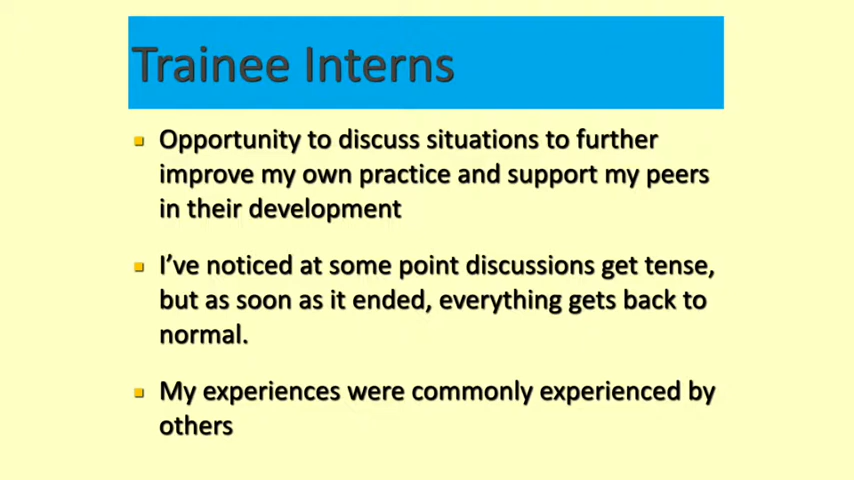 Trainee Interns
Opportunity to discuss situations to further
improve my own practice and support my peers
in their development
I've noticed at some point discussions get tense,
but as soon as it ended, everything gets back to
normal.
My experiences were commonly experienced by
others